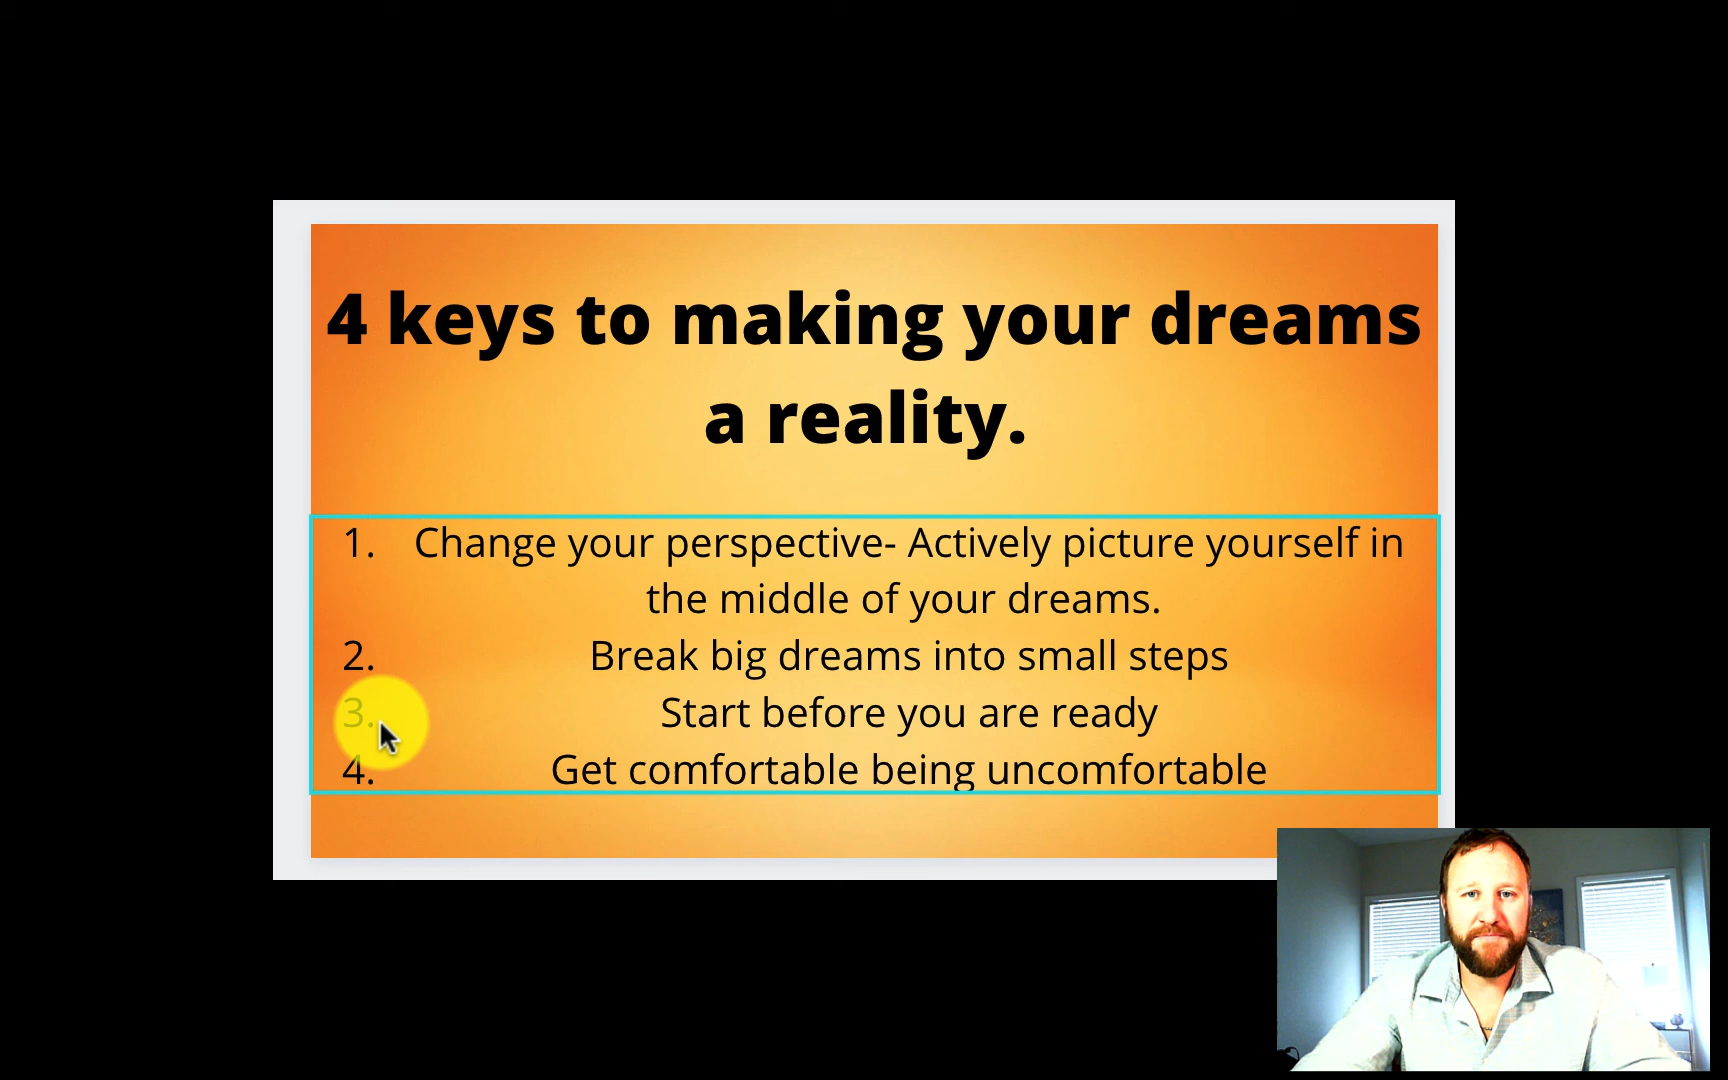 4 keys to making your dreams
a reality.
1. Change your perspective- Actively picture yourself in
the middle of your dreams.
2. Break big dreams into small steps
3. Start before you are ready
4. Get comfortable being uncomfortable